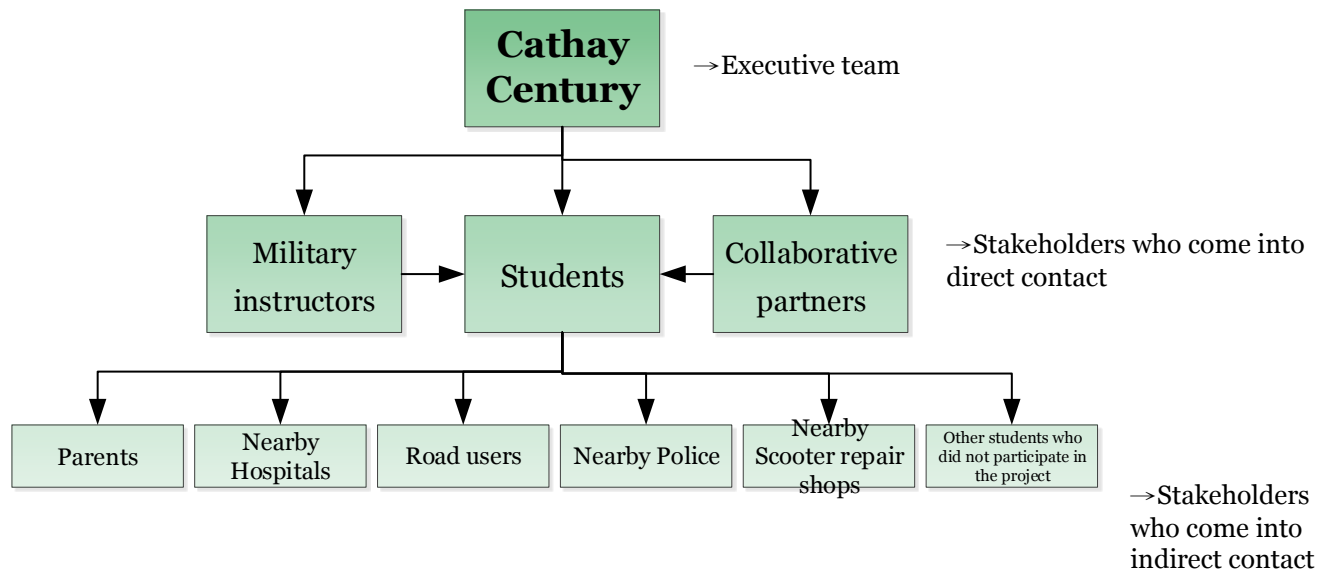 Cathay
Century
→Executive team
Military
instructors
Students
Collaborative
partners
→Stakeholders who come into
direct contact
Parents
Nearby
Hospitals
Road users
Nearby Police
Nearby
Scooter repair
shops
Other students who
did not participate in
the project
→Stakeholders
who come into
indirect contact